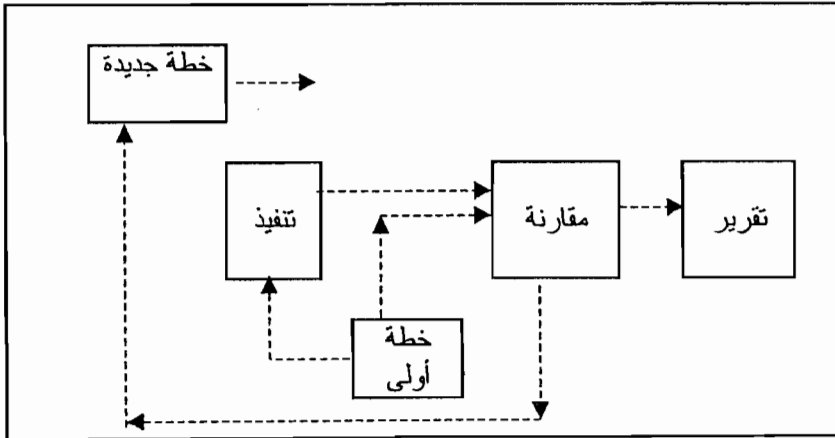 خطة جديدة
تنفيذ
مقارنة
تقرير
خطة
أولى